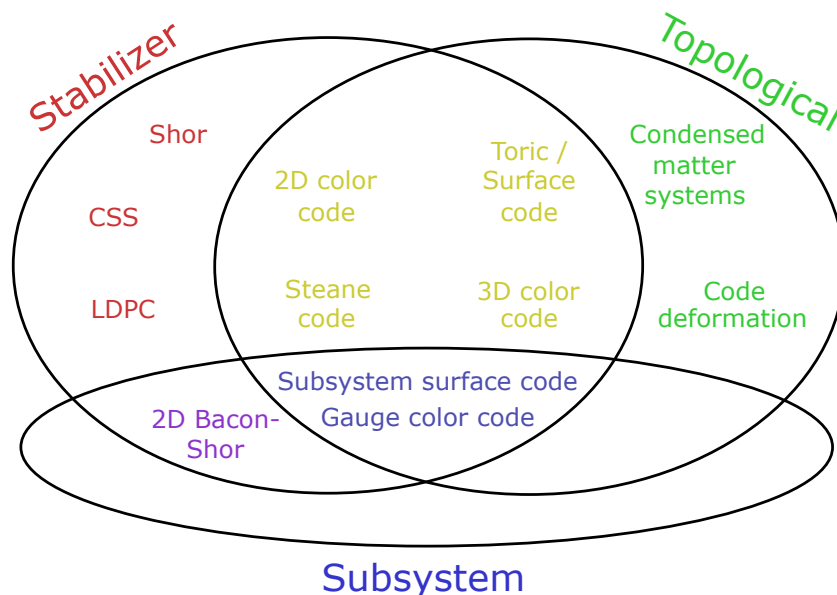 Stabilizer
Topological
Shor
Condensed
matter
systems
Toric /
Surface
code
2D color
code
CSS
Steane
code
3D color
code
LDPC
Code
deformation
Subsystem surface code
Gauge color code
2D Bacon-
Shor
Subsystem